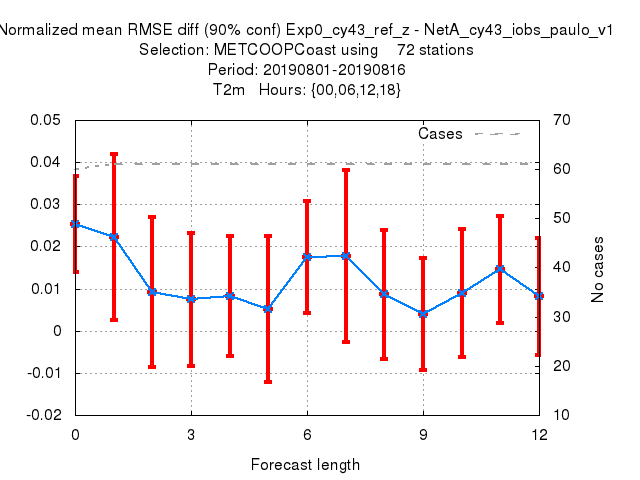 Normalized mean RMSE diff (90% conf) Exp0_cy43_ref_z - NetA_cy43_iobs_paulo_v1
Selection: METCOOPCoast using 72 stations
Period: 20190801-20190816
T2m Hours: {00,06,12,18}
Cases
0.05
0.04
0.03
0.02
0.01
0
-0.01
-0.02
70
60
50
40
30
20
10
No cases
0 3 6 9 12
Forecast length